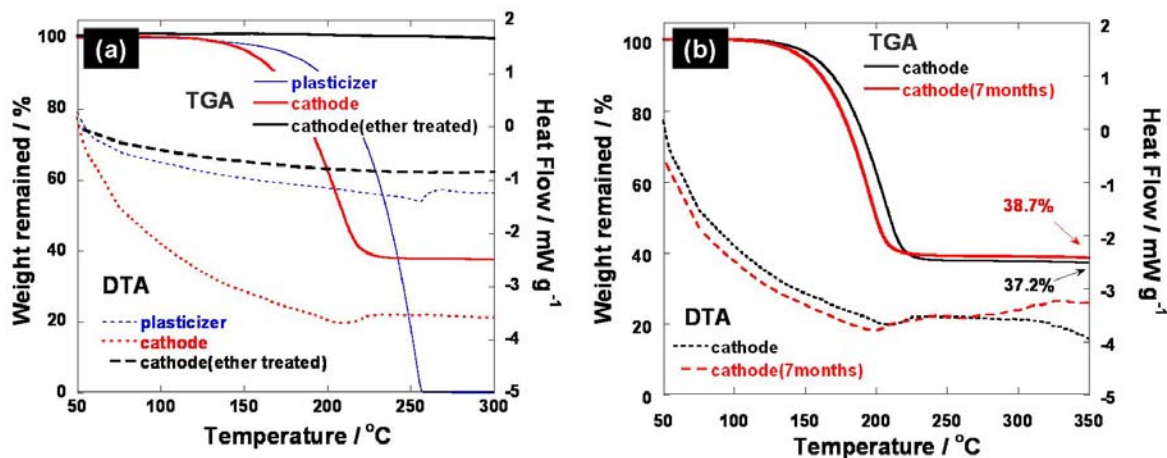 (a)
TGA
plasticizer
cathode
cathode(ether treated)
DTA
plasticizer
cathode
cathode(ether treated)
Weight remained / %
100
80
60
40
20
0
Heat Flow / mW g-1
2
1
0
-1
-2
-3
-4
-5
50
100
150
200
250
300
Temperature / oC
(b)
TGA
cathode
cathode(7months)
38.7%
37.2%
DTA
cathode
cathode(7months)
Weight remained / %
100
80
60
40
20
0
Heat Flow / mW g-1
2
1
0
-1
-2
-3
-4
-5
50
100
150
200
250
300
350
Temperature / oC